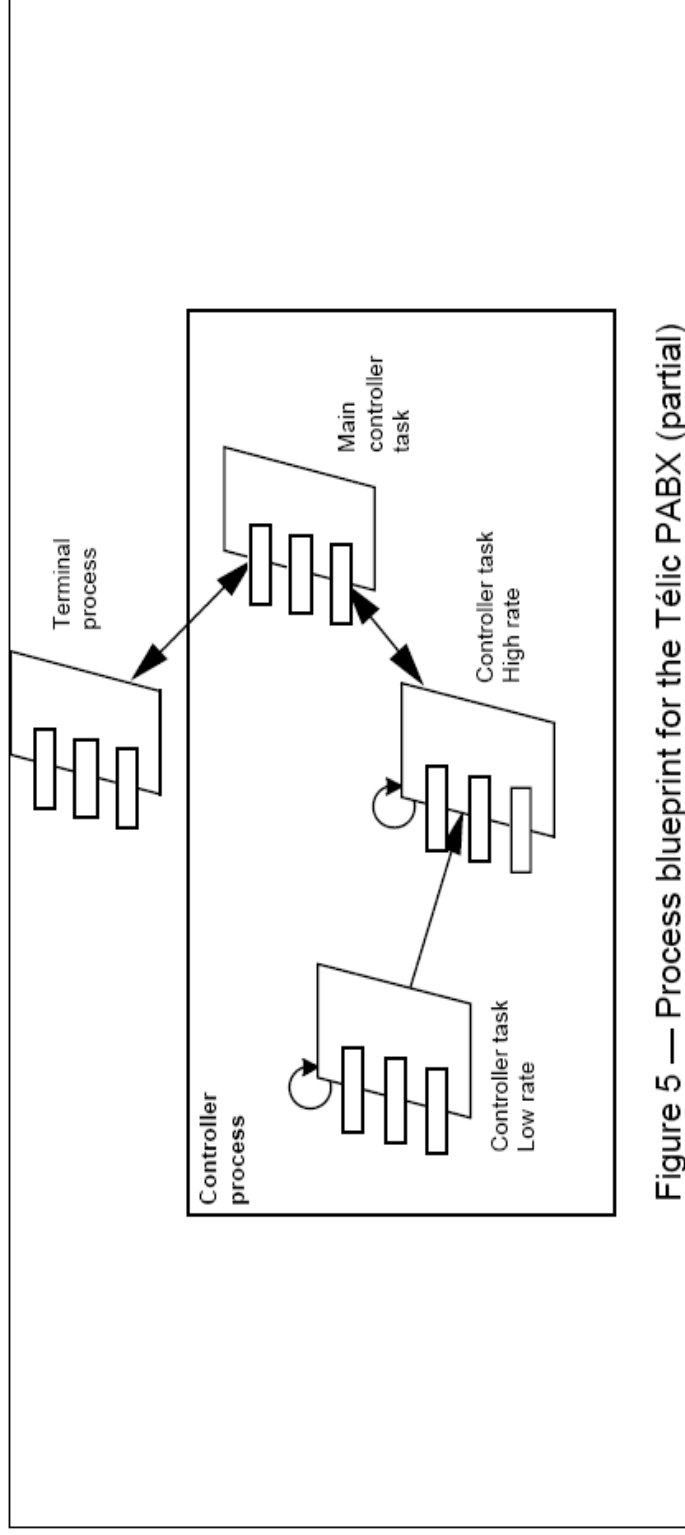 Terminal
process
Main
controller
task
Controller task
High rate
Controller task
Low rate
Controller
process
Figure 5 — Process blueprint for the Télic PABX (partial)